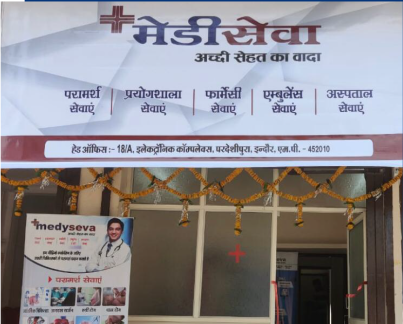 मेडीसेवा
अच्छी सेहत का वादा
परामर्श सेवाएं
प्रयोगशाला सेवाएं
फार्मेसी सेवाएं
एम्बुलेंस सेवाएं
अस्पताल सेवाएं
हेड ऑफिस :- 18/A, इलेक्ट्रॉनिक कॉम्पलेक्स, परदेशीपुरा, इन्दौर, एम.पी. - 452010
medyseva
परामर्श सेवाएं